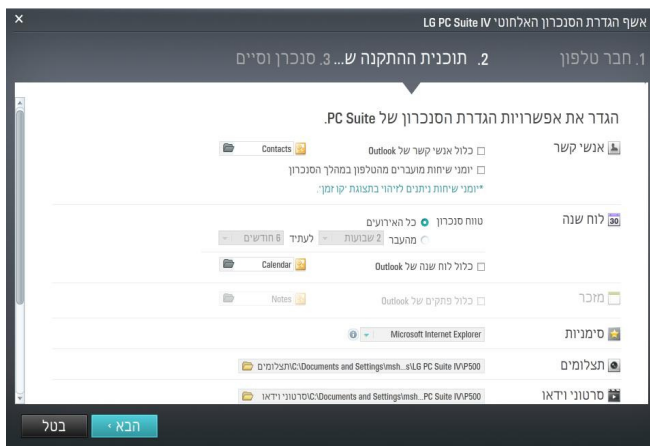 אשף הגדרת הסנכרון האלחוטי LG PC Suite IV
1. חבר טלפון
2. תוכנית ההתקנה ש...
3. סנכרן וסיים
הגדר את אפשרויות הגדרת הסנכרון של PC Suite.
אנשי קשר
כלול אנשי קשר של Outlook
Contacts
יומני שיחות מועברים מהטלפון במהלך הסנכרון
*יומני שיחות ניתנים לזיהוי בתצוגת 'קו זמן'.
לוח שנה
טווח סנכרון כל האירועים
מהעבר 2 שבועות לעתיד 6 חודשים
כלול לוח שנה של Outlook
Calendar
מזכר
כלול פתקים של Outlook
Notes
סימניות
Microsoft Internet Explorer
תצלומים
C:\Documents and Settings\msh...s\LG PC Suite IV\P500\תצלומים
סרטוני וידאו
C:\Documents and Settings\msh...PC Suite IV\P500\סרטוני וידאו
הבא
בטל